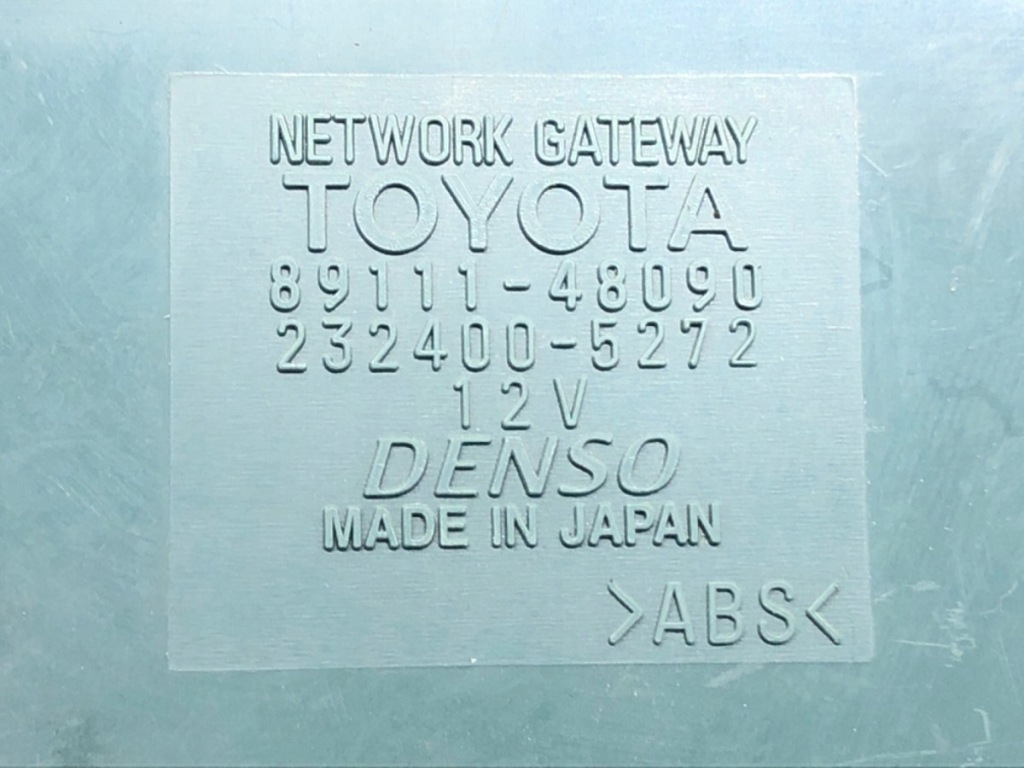 NETWORK GATEWAY
TOYOTA
89111-48090
232400-5272
12V
DENSO
MADE IN JAPAN
>ABS<